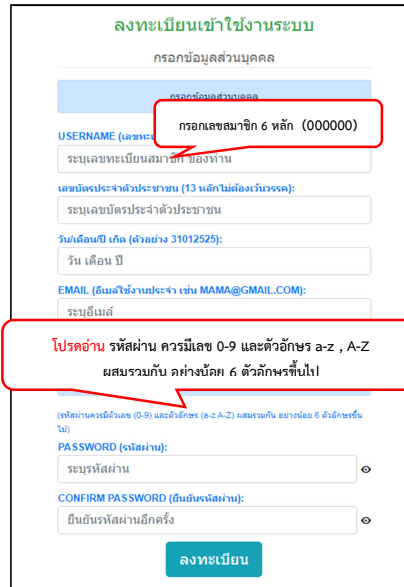 ลงทะเบียนเข้าใช้งานระบบ
กรอกข้อมูลส่วนบุคคล
กรอกข้อมูลส่วนบุคคล
กรอกเลขสมาชิก 6 หลัก (000000)
USERNAME
ระบุเลขทะเบียนสมาชิก ของท่าน
เลขบัตรประจำตัวประชาชน (13 หลักไม่ต้องเว้นวรรค):
ระบุเลขบัตรประจำตัวประชาชน
วัน/เดือน/ปี เกิด (ตัวอย่าง 31012525):
วัน เดือน ปี
EMAIL (อีเมล์ใช้งานประจำ เช่น MAMA@GMAIL.COM):
ระบุอีเมล์
โปรดอ่าน รหัสผ่าน ควรมีเลข 0-9 และตัวอักษร a-z , A-Z
ผสมรวมกัน อย่างน้อย 6 ตัวอักษรขึ้นไป
(รหัสผ่านควรมีตัวเลข (0-9) และตัวอักษร (a-z A-Z) ผสมรวมกัน อย่างน้อย 6 ตัวอักษรขึ้น
ไป)
PASSWORD (รหัสผ่าน):
ระบุรหัสผ่าน
CONFIRM PASSWORD (ยืนยันรหัสผ่าน):
ยืนยันรหัสผ่านอีกครั้ง
ลงทะเบียน